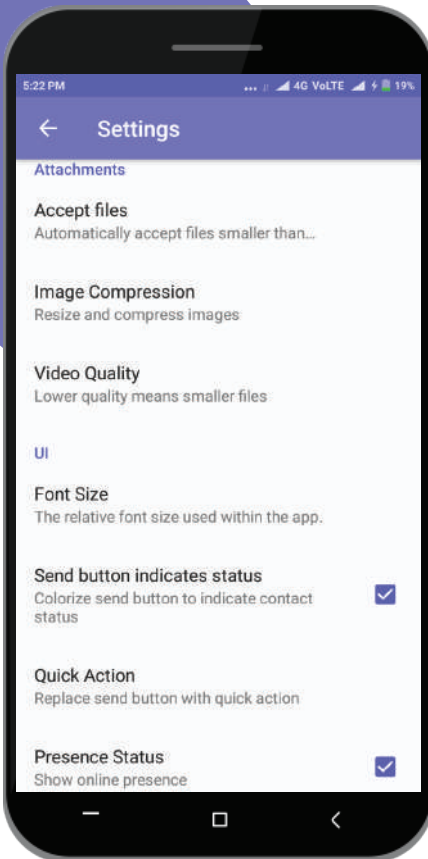 5:22 PM ... 4G VoLTE 19%
Settings
Attachments
Accept files
Automatically accept files smaller than...
Image Compression
Resize and compress images
Video Quality
Lower quality means smaller files
UI
Font Size
The relative font size used within the app.
Send button indicates status
Colorize send button to indicate contact
status
Quick Action
Replace send button with quick action
Presence Status
Show online presence